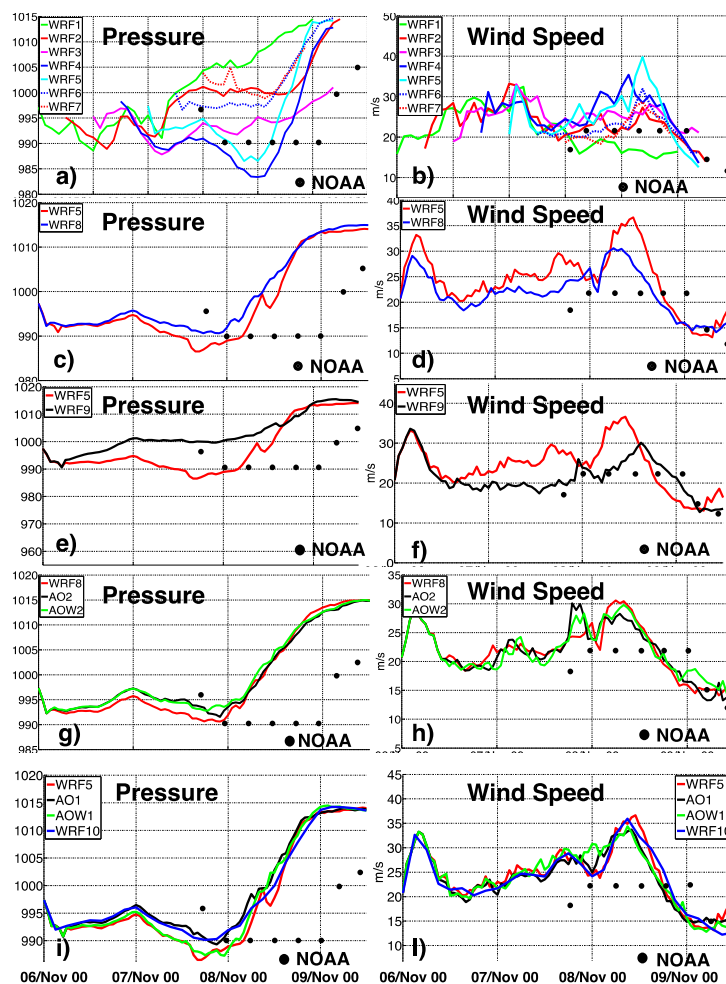 1015
1010
1005
1000
995
990
985
980
Pressure
WRF1
WRF2
WRF3
WRF4
WRF5
WRF6
WRF7
a)
NOAA
50
40
30
20
10
m/s
Wind Speed
WRF1
WRF2
WRF3
WRF4
WRF5
WRF6
WRF7
b)
NOAA
1020
1010
1000
990
980
Pressure
WRF5
WRF8
c)
NOAA
40
35
30
25
20
15
10
5
m/s
Wind Speed
WRF5
WRF8
d)
NOAA
1020
1010
1000
990
980
970
960
Pressure
WRF5
WRF9
e)
NOAA
40
30
20
10
0
m/s
Wind Speed
WRF5
WRF9
f)
NOAA
1020
1015
1010
1005
1000
995
990
985
Pressure
WRF8
AO2
AOW2
g)
NOAA
35
30
25
20
15
10
5
m/s
Wind Speed
WRF8
AO2
AOW2
h)
NOAA
1020
1015
1010
1005
1000
995
990
Pressure
WRF5
AO1
AOW1
WRF10
i)
NOAA
06/Nov 00 07/Nov 00 08/Nov 00 09/Nov 00
45
40
35
30
25
20
15
10
m/s
Wind Speed
WRF5
AO1
AOW1
WRF10
l)
NOAA
06/Nov 00 07/Nov 00 08/Nov 00 09/Nov 00